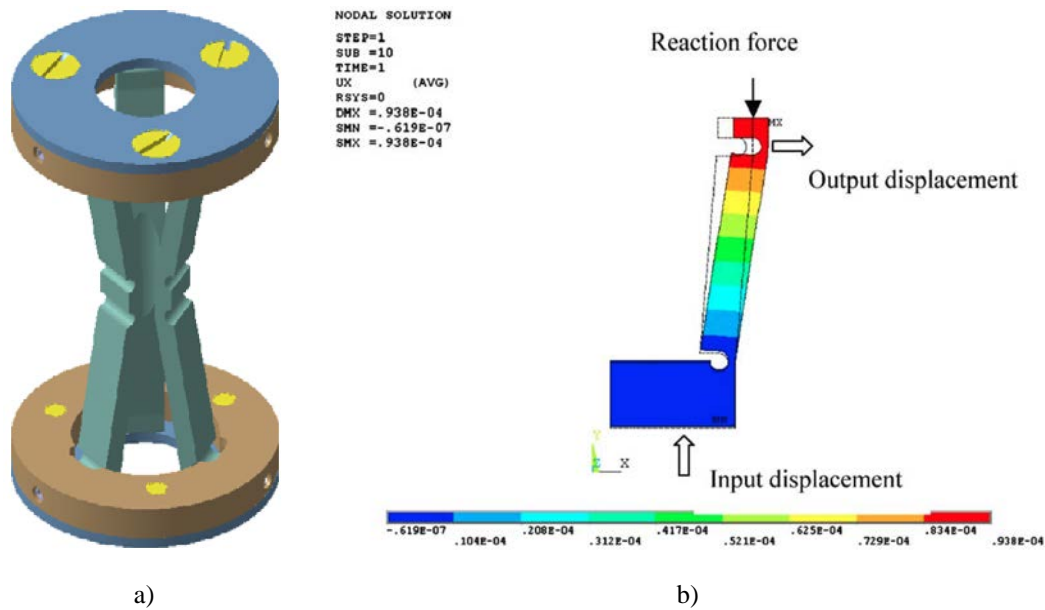 NODAL SOLUTION
STEP=1
SUB =10
TIME=1
UX (AVG)
RSYS=0
DMX =.938E-04
SMN =-.619E-07
SMX =.938E-04
Reaction force
MX
Output displacement
Y
Z X
Input displacement
-.619E-07 .208E-04 .417E-04 .625E-04 .834E-04
.104E-04 .312E-04 .521E-04 .729E-04 .938E-04
a) b)